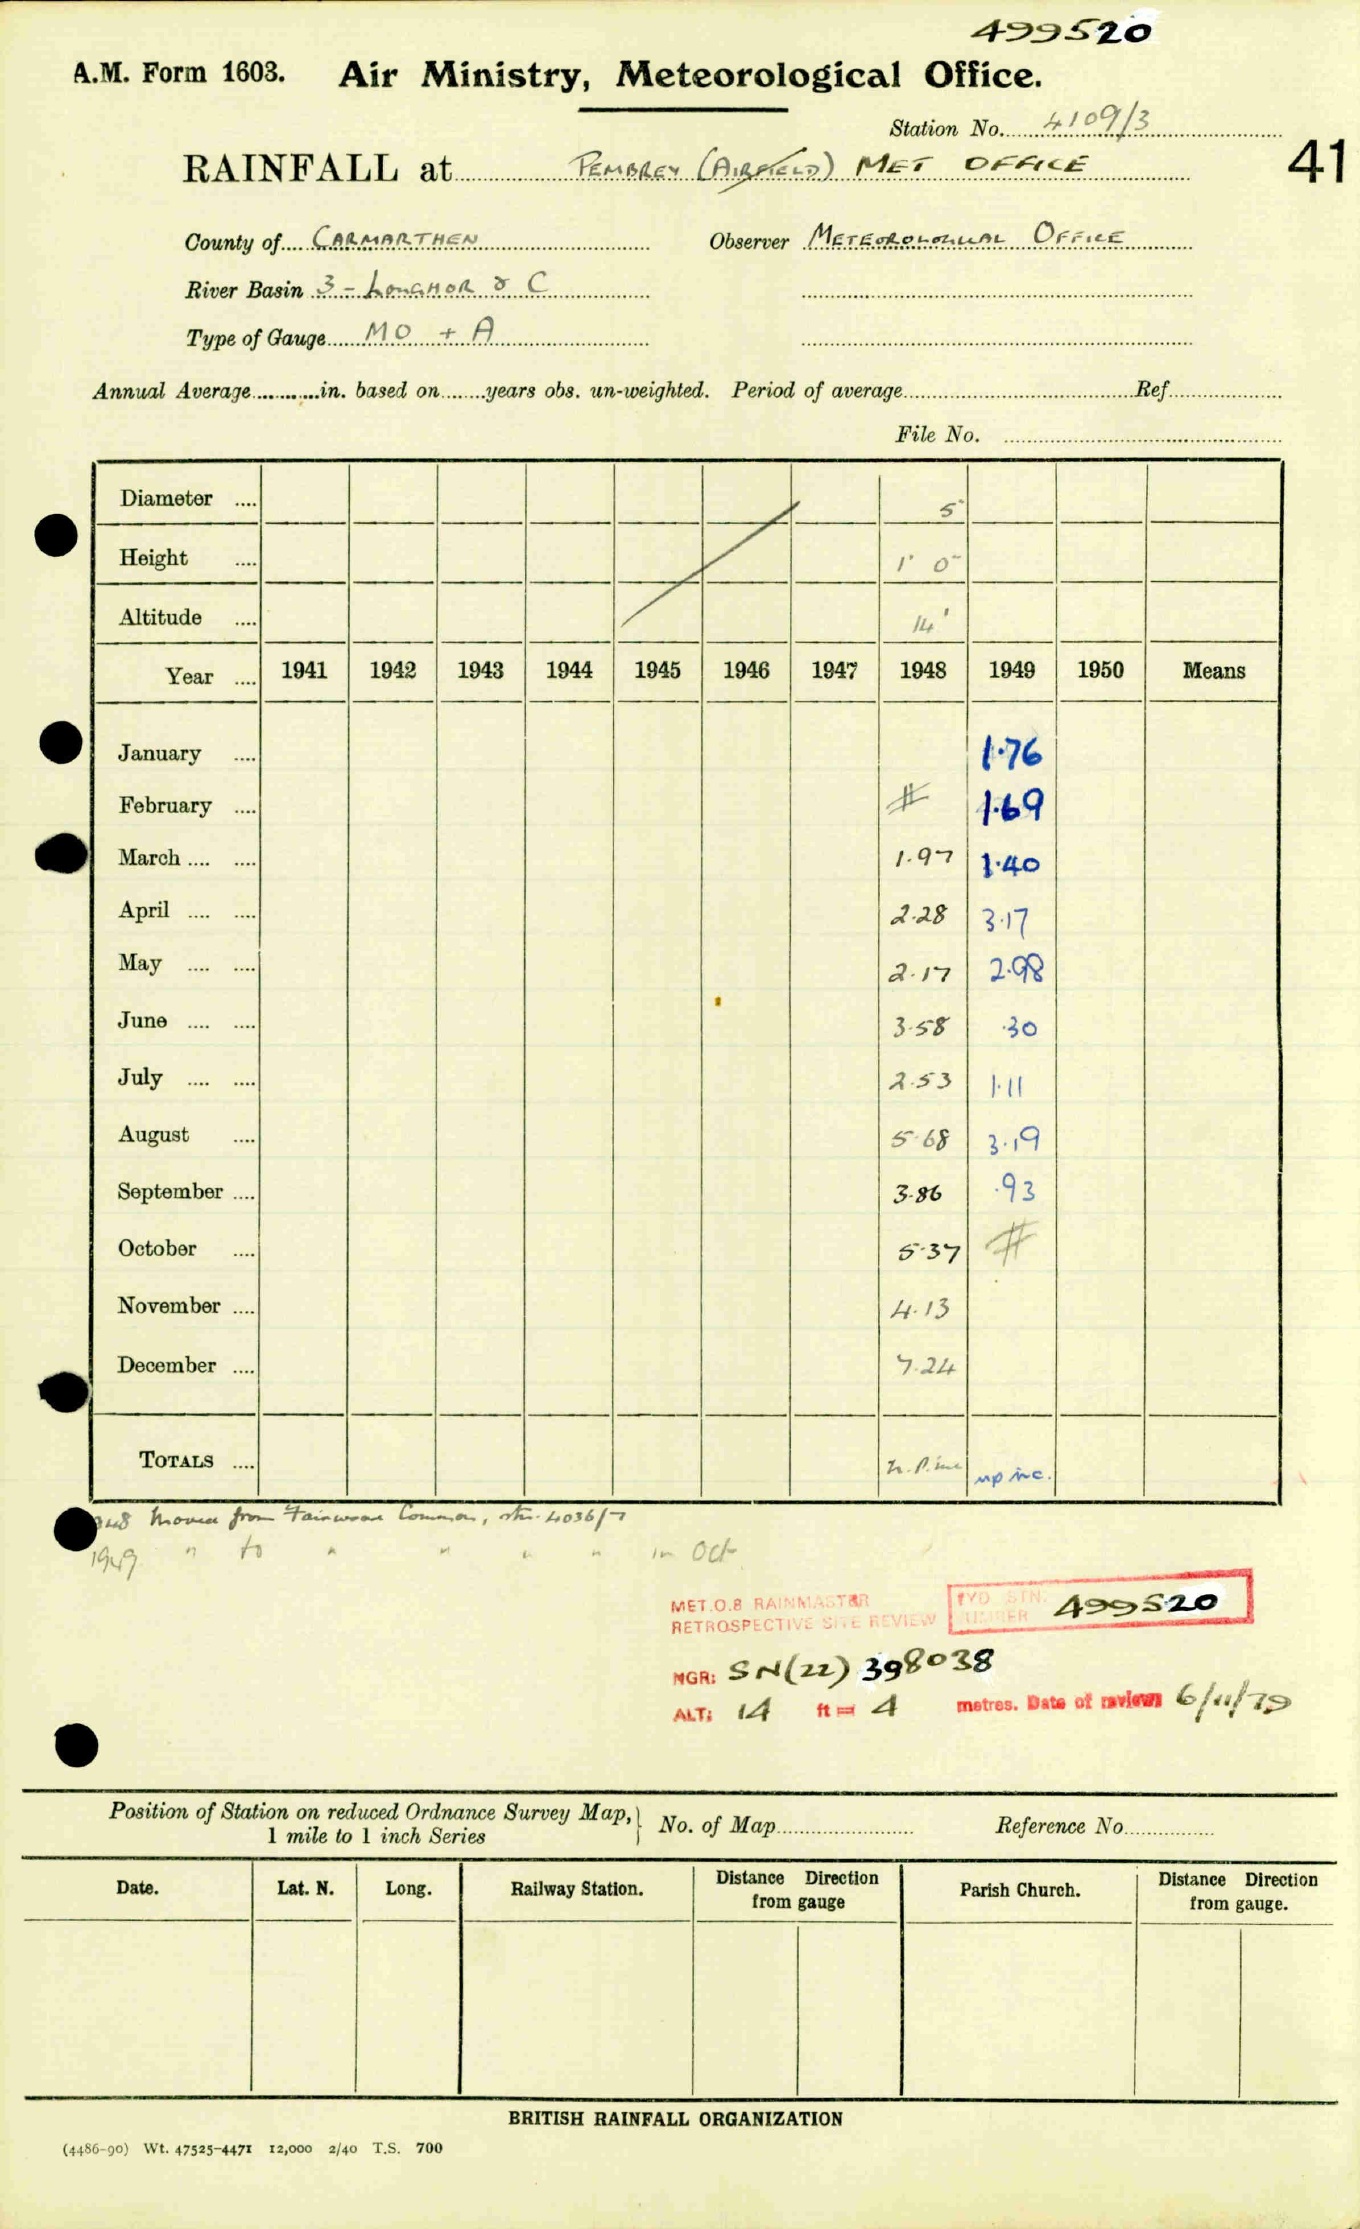 499520
A.M. Form 1603. Air Ministry, Meteorological Office.
Station No. 4109/3
RAINFALL at PEMBREY (AIRFIELD) MET OFFICE
41
County of CARMARTHEN Observer METEOROLOGICAL OFFICE
River Basin 3 - LOUGHOR & C
Type of Gauge MO + A
Annual Average in. based on years obs. un-weighted. Period of average Ref
File No.
Diameter 5
Height 1' 0"
Altitude 14'
Year 1941 1942 1943 1944 1945 1946 1947 1948 1949 1950 Means
January 1.76
February # 1.69
March 1.97 1.40
April 2.28 3.17
May 2.17 2.98
June 3.58 .30
July 2.53 1.11
August 5.68 3.19
September 3.86 .93
October 5.37 #
November 4.13
December 7.24
TOTALS n.p. inc np inc.
948 Moved from Fairwood Common, stn. 4036/7
1949 " to " " " " in Oct
MET.O.8 RAINMASTER
RETROSPECTIVE SITE REVIEW
STN. NUMBER 499520
NGR: SN(22) 398038
ALT: 14 ft = 4 metres. Date of review 6/11/79
Position of Station on reduced Ordnance Survey Map,
1 mile to 1 inch Series
No. of Map Reference No.
Date. Lat. N. Long. Railway Station. Distance Direction from gauge Parish Church. Distance Direction from gauge.
BRITISH RAINFALL ORGANIZATION
(4486-90) Wt. 47525-4471 12,000 2/40 T.S. 700